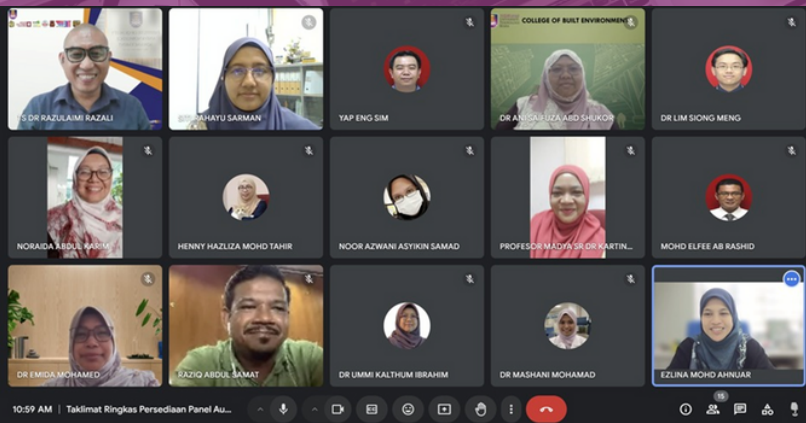 COLLEGE OF BUILT ENVIRONMENT
DR RAZULAIMI RAZALI
RAHAYU SARMAN
YAP ENG SIM
DR ANI SAIFUZA ABD SHUKOR
DR LIM SIONG MENG
NORAIDA ABDUL KARIM
HENNY HAZLIZA MOHD TAHIR
NOOR AZWANI ASYIKIN SAMAD
PROFESOR MADYA SR DR KARTIN...
MOHD ELFEE AB RASHID
DR EMIDA MOHAMED
RAZIQ ABDUL SAMAT
DR UMMI KALTHUM IBRAHIM
DR MASHANI MOHAMAD
EZLINA MOHD AHNUAR
15
10:59 AM | Taklimat Ringkas Persediaan Panel Au...